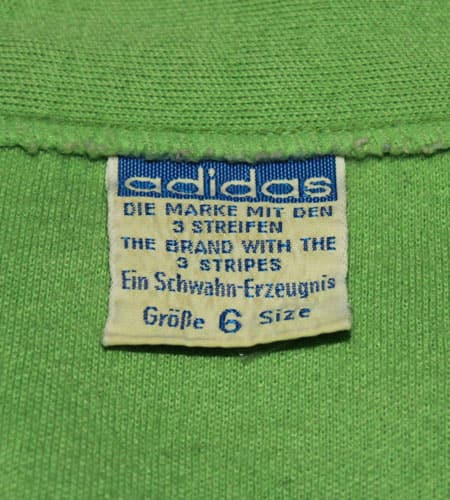 adidas
DIE MARKE MIT DEN
3 STREIFEN
THE BRAND WITH THE
3 STRIPES
Ein Schwahn-Erzeugnis
Größe 6 Size